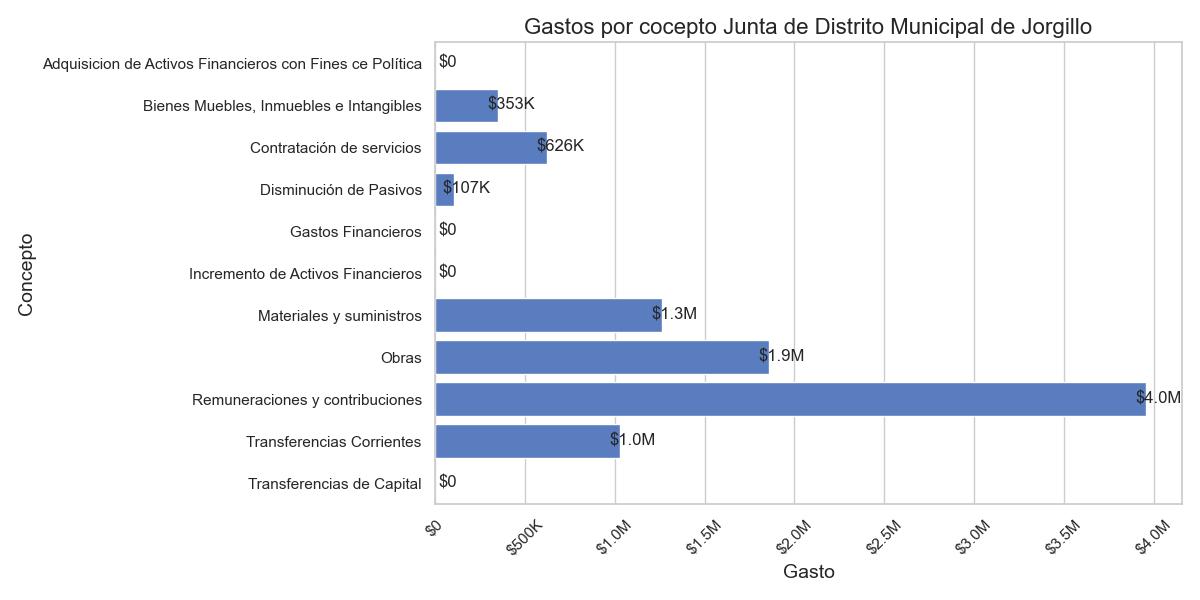 Gastos por cocepto Junta de Distrito Municipal de Jorgillo
Concepto
Adquisicion de Activos Financieros con Fines ce Política $0
Bienes Muebles, Inmuebles e Intangibles $353K
Contratación de servicios $626K
Disminución de Pasivos $107K
Gastos Financieros $0
Incremento de Activos Financieros $0
Materiales y suministros $1.3M
Obras $1.9M
Remuneraciones y contribuciones $4.0M
Transferencias Corrientes $1.0M
Transferencias de Capital $0
$0 $500K $1.0M $1.5M $2.0M $2.5M $3.0M $3.5M $4.0M
Gasto